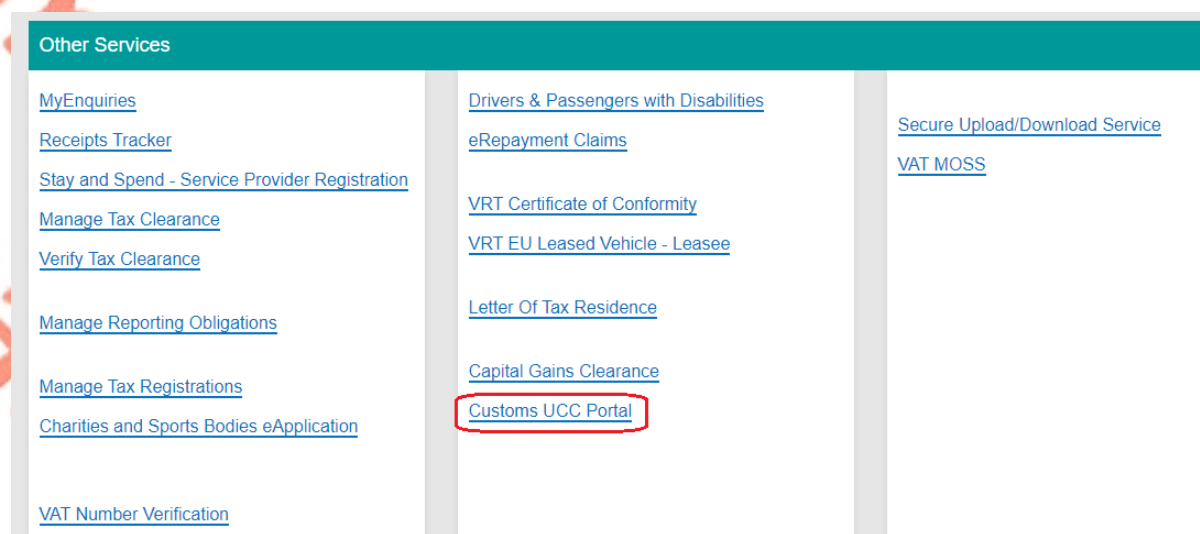 Other Services
MyEnquiries
Receipts Tracker
Stay and Spend - Service Provider Registration
Manage Tax Clearance
Verify Tax Clearance
Manage Reporting Obligations
Manage Tax Registrations
Charities and Sports Bodies eApplication
VAT Number Verification
Drivers & Passengers with Disabilities
eRepayment Claims
VRT Certificate of Conformity
VRT EU Leased Vehicle - Leasee
Letter Of Tax Residence
Capital Gains Clearance
Customs UCC Portal
Secure Upload/Download Service
VAT MOSS